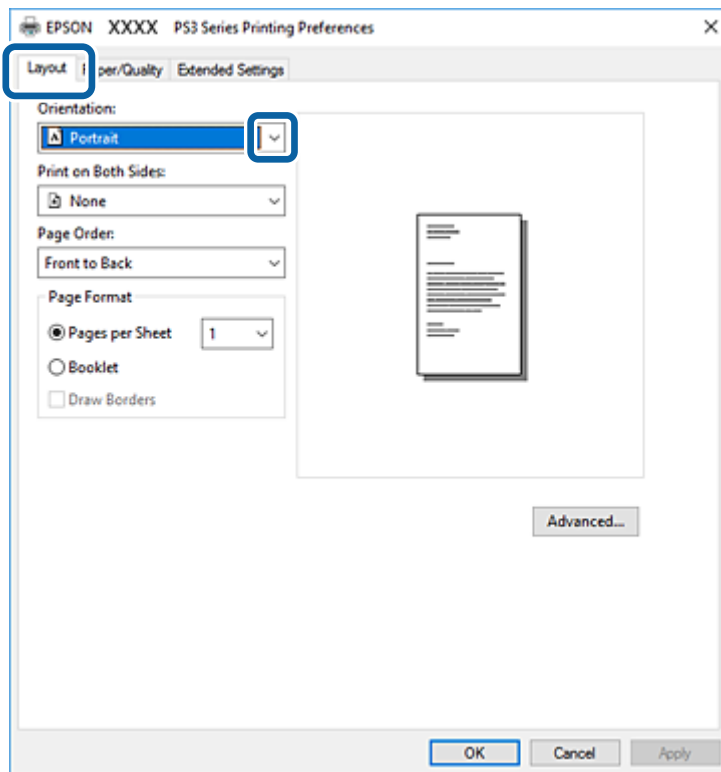 EPSON XXXX PS3 Series Printing Preferences
Layout per/Quality Extended Settings
Orientation:
A Portrait
Print on Both Sides:
None
Page Order:
Front to Back
Page Format
Pages per Sheet 1
Booklet
Draw Borders
Advanced...
OK Cancel Apply